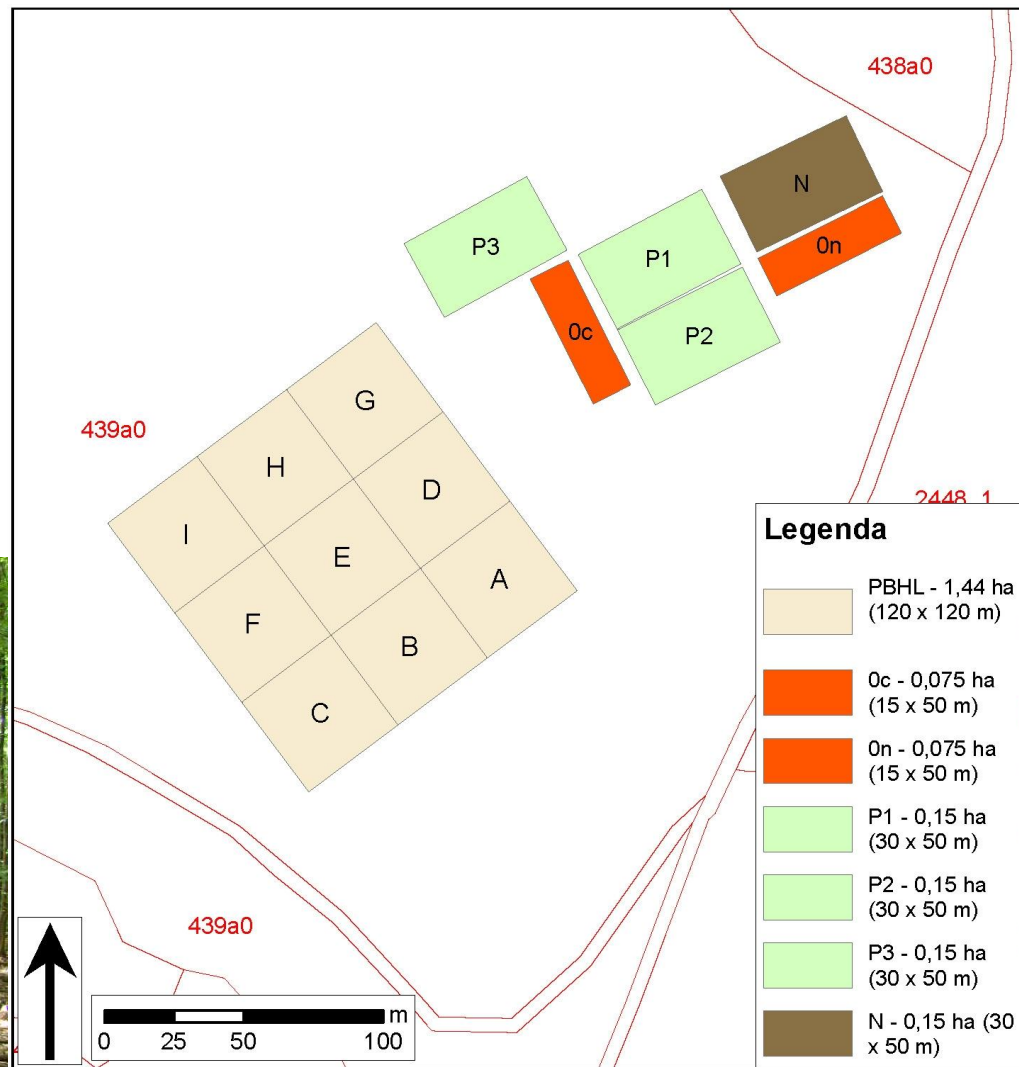 438a0
N
0n
P1
P3
P2
0c
439a0
G
H
D
I
E
A
F
B
C
2448 1
Legenda
PBHL - 1,44 ha
(120 x 120 m)
0c - 0,075 ha
(15 x 50 m)
0n - 0,075 ha
(15 x 50 m)
P1 - 0,15 ha
(30 x 50 m)
P2 - 0,15 ha
(30 x 50 m)
P3 - 0,15 ha
(30 x 50 m)
N - 0,15 ha (30
x 50 m)
439a0
m
0 25 50 100